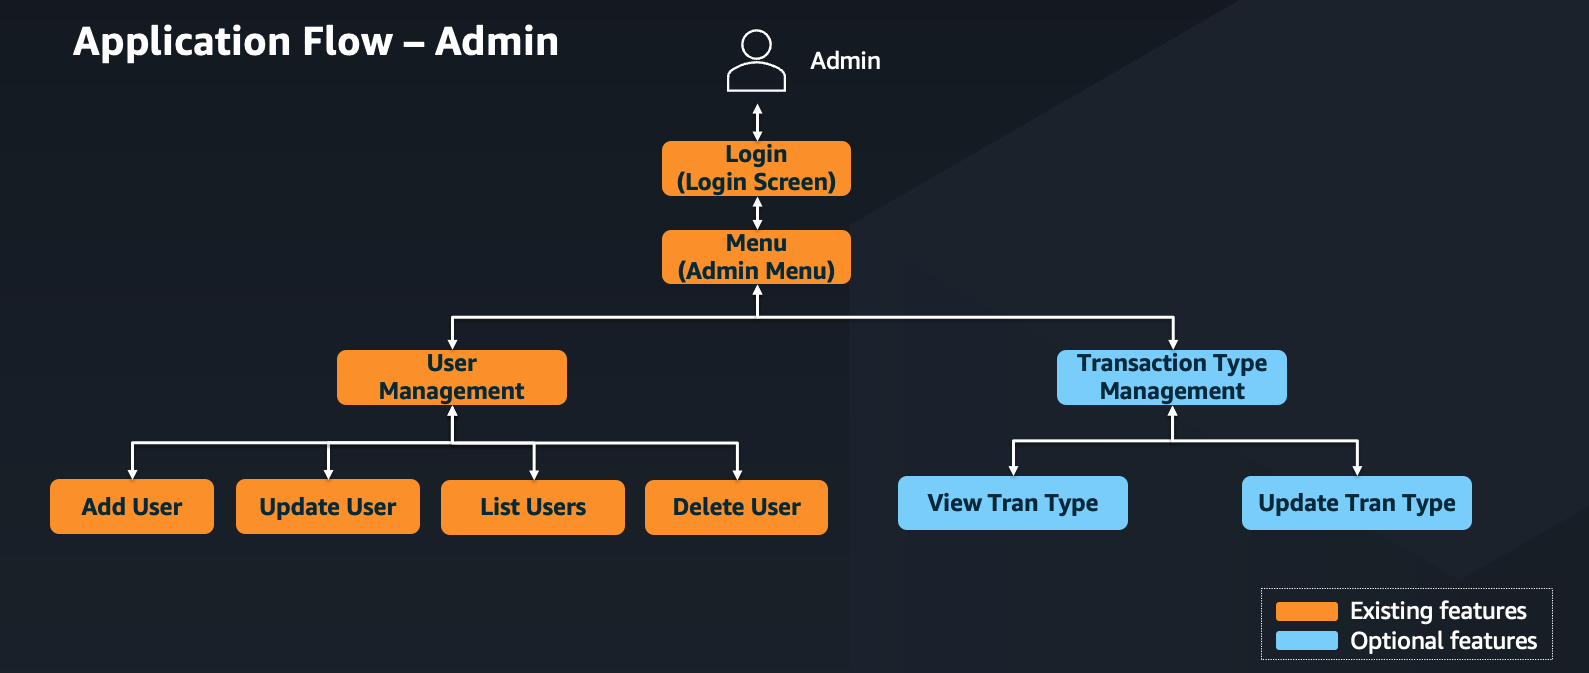 Application Flow – Admin
Admin
Login
(Login Screen)
Menu
(Admin Menu)
User
Management
Transaction Type
Management
Add User
Update User
List Users
Delete User
View Tran Type
Update Tran Type
Existing features
Optional features